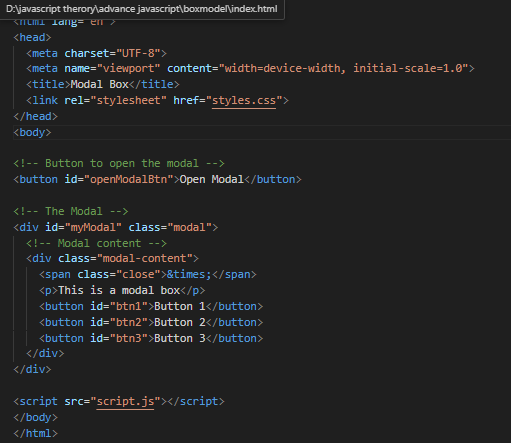 D:\javascript therory\advance javascript\boxmodel\index.html
<html lang="en">
<head>
<meta charset="UTF-8">
<meta name="viewport" content="width=device-width, initial-scale=1.0">
<title>Modal Box</title>
<link rel="stylesheet" href="styles.css">
</head>
<body>
<!-- Button to open the modal -->
<button id="openModalBtn">Open Modal</button>
<!-- The Modal -->
<div id="myModal" class="modal">
<!-- Modal content -->
<div class="modal-content">
<span class="close">&times;</span>
<p>This is a modal box</p>
<button id="btn1">Button 1</button>
<button id="btn2">Button 2</button>
<button id="btn3">Button 3</button>
</div>
</div>
<script src="script.js"></script>
</body>
</html>